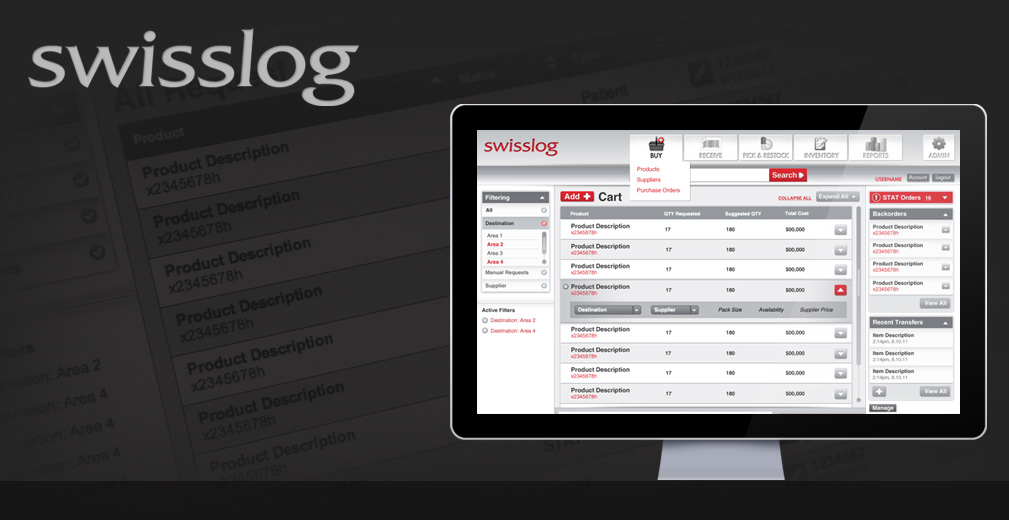 swisslog
All Requ
Status
Type
Patient
Product
Product Description
x2345678h
Product Description
x2345678h
Product Description
x2345678h
Product Description
x2345678h
Product Description
x2345678h
Product Description
x2345678h
Product Description
Area 2
Area 4
Destination: Area 2
Destination: Area 4
swisslog
BUY
RECEIVE
PICK & RESTOCK
INVENTORY
REPORTS
ADMIN
Products
Suppliers
Purchase Orders
Search
USERNAME
Account
Logout
Filtering
All
Destination
Area 1
Area 2
Area 3
Area 4
Manual Requests
Supplier
Active Filters
Destination: Area 2
Destination: Area 4
Add + Cart
COLLAPSE ALL
Expand All
Product QTY Requested Suggested QTY Total Cost
Product Description 17 180 $00,000
x2345678h
Product Description 17 180 $00,000
x2345678h
Product Description 17 180 $00,000
x2345678h
Product Description 17 180 $00,000
x2345678h
Destination Supplier Pack Size Availability Supplier Price
Product Description 17 180 $00,000
x2345678h
Product Description 17 180 $00,000
x2345678h
Product Description 17 180 $00,000
x2345678h
Product Description 17 180 $00,000
x2345678h
STAT Orders 19
Backorders
Product Description
x2345678h
Product Description
x2345678h
Product Description
x2345678h
Product Description
x2345678h
View All
Recent Transfers
Item Description
2:14pm, 9.10.11
Item Description
2:14pm, 9.10.11
Item Description
2:14pm, 9.10.11
+ View All
Manage